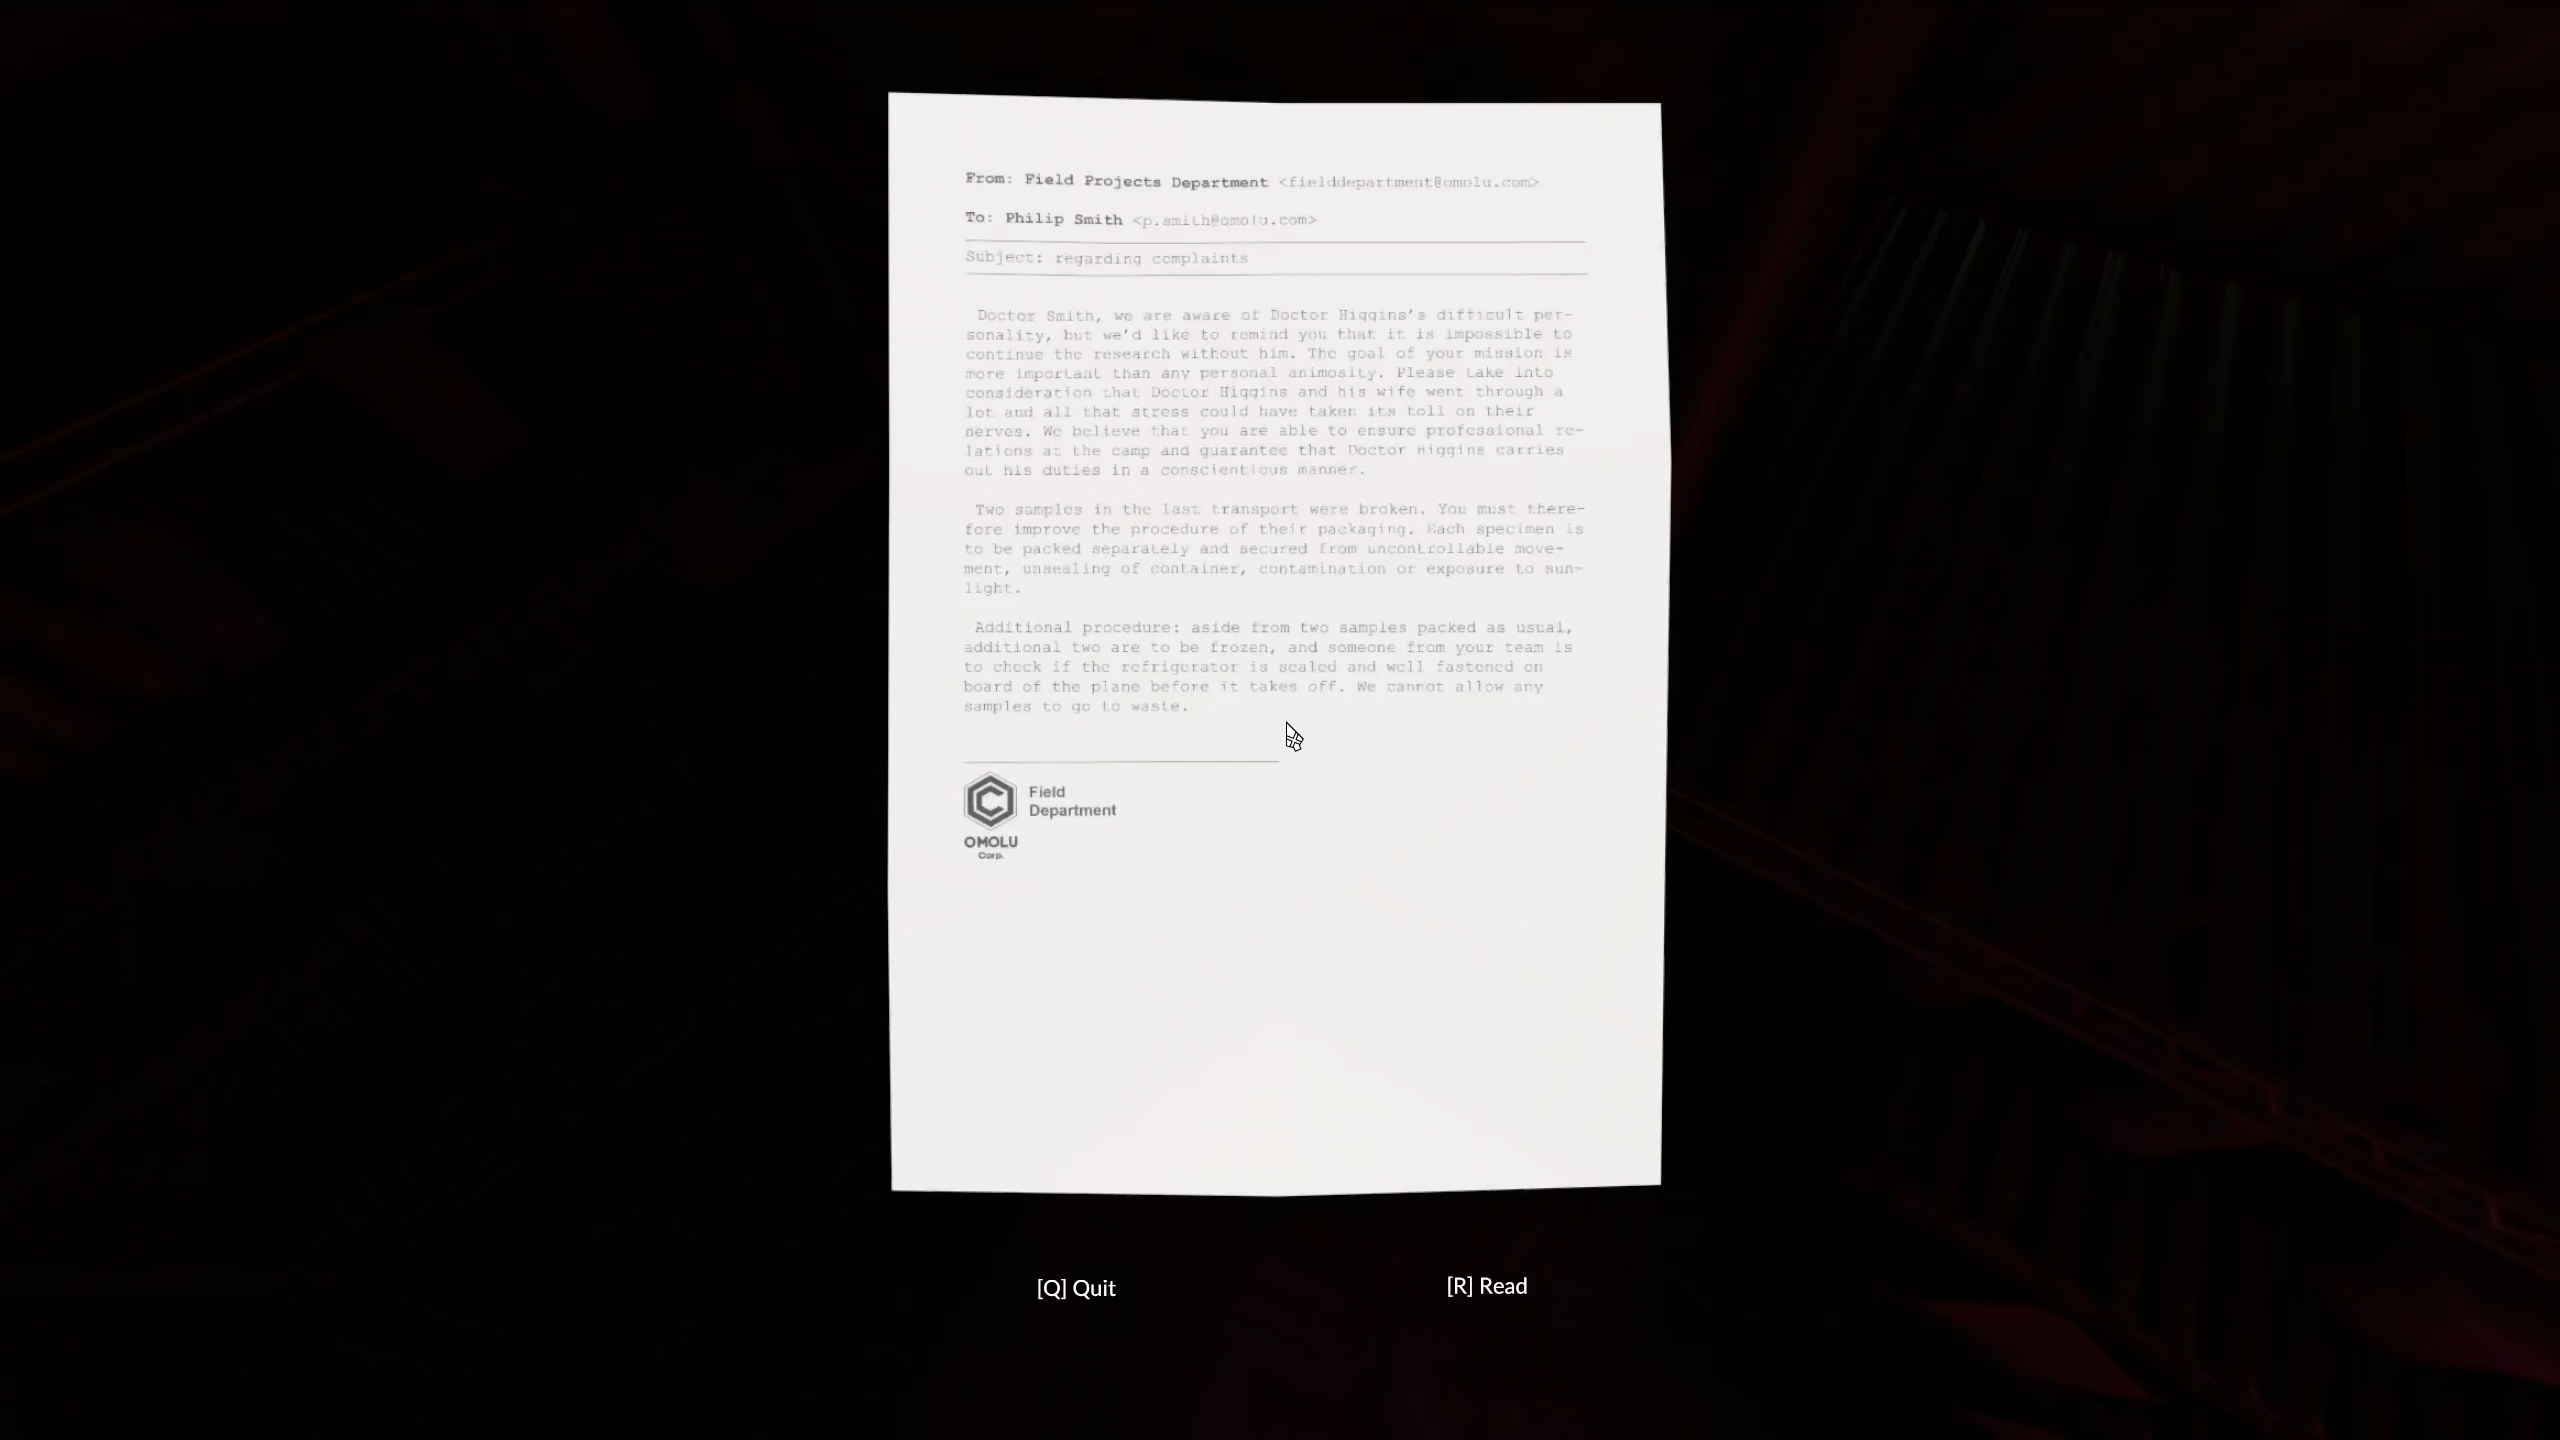 From: Field Projects Department <fielddepartment@omolu.com>
To: Philip Smith <p.smith@omolu.com>
Subject: regarding complaints
Doctor Smith, we are aware of Doctor Higgins's difficult per-
sonality, but we'd like to remind you that it is impossible to
continue the research without him. The goal of your mission is
more important than any personal animosity. Please take into
consideration that Doctor Higgins and his wife went through a
lot and all that stress could have taken its toll on their
nerves. We believe that you are able to ensure professional re-
lations at the camp and guarantee that Doctor Higgins carries
out his duties in a conscientious manner.
Two samples in the last transport were broken. You must there-
fore improve the procedure of their packaging. Each specimen is
to be packed separately and secured from uncontrollable move-
ment, unsealing of container, contamination or exposure to sun-
light.
Additional procedure: aside from two samples packed as usual,
additional two are to be frozen, and someone from your team is
to check if the refrigerator is sealed and well fastened on
board of the plane before it takes off. We cannot allow any
samples to go to waste.
Field
Department
OMOLU
Corp.
[Q] Quit
[R] Read